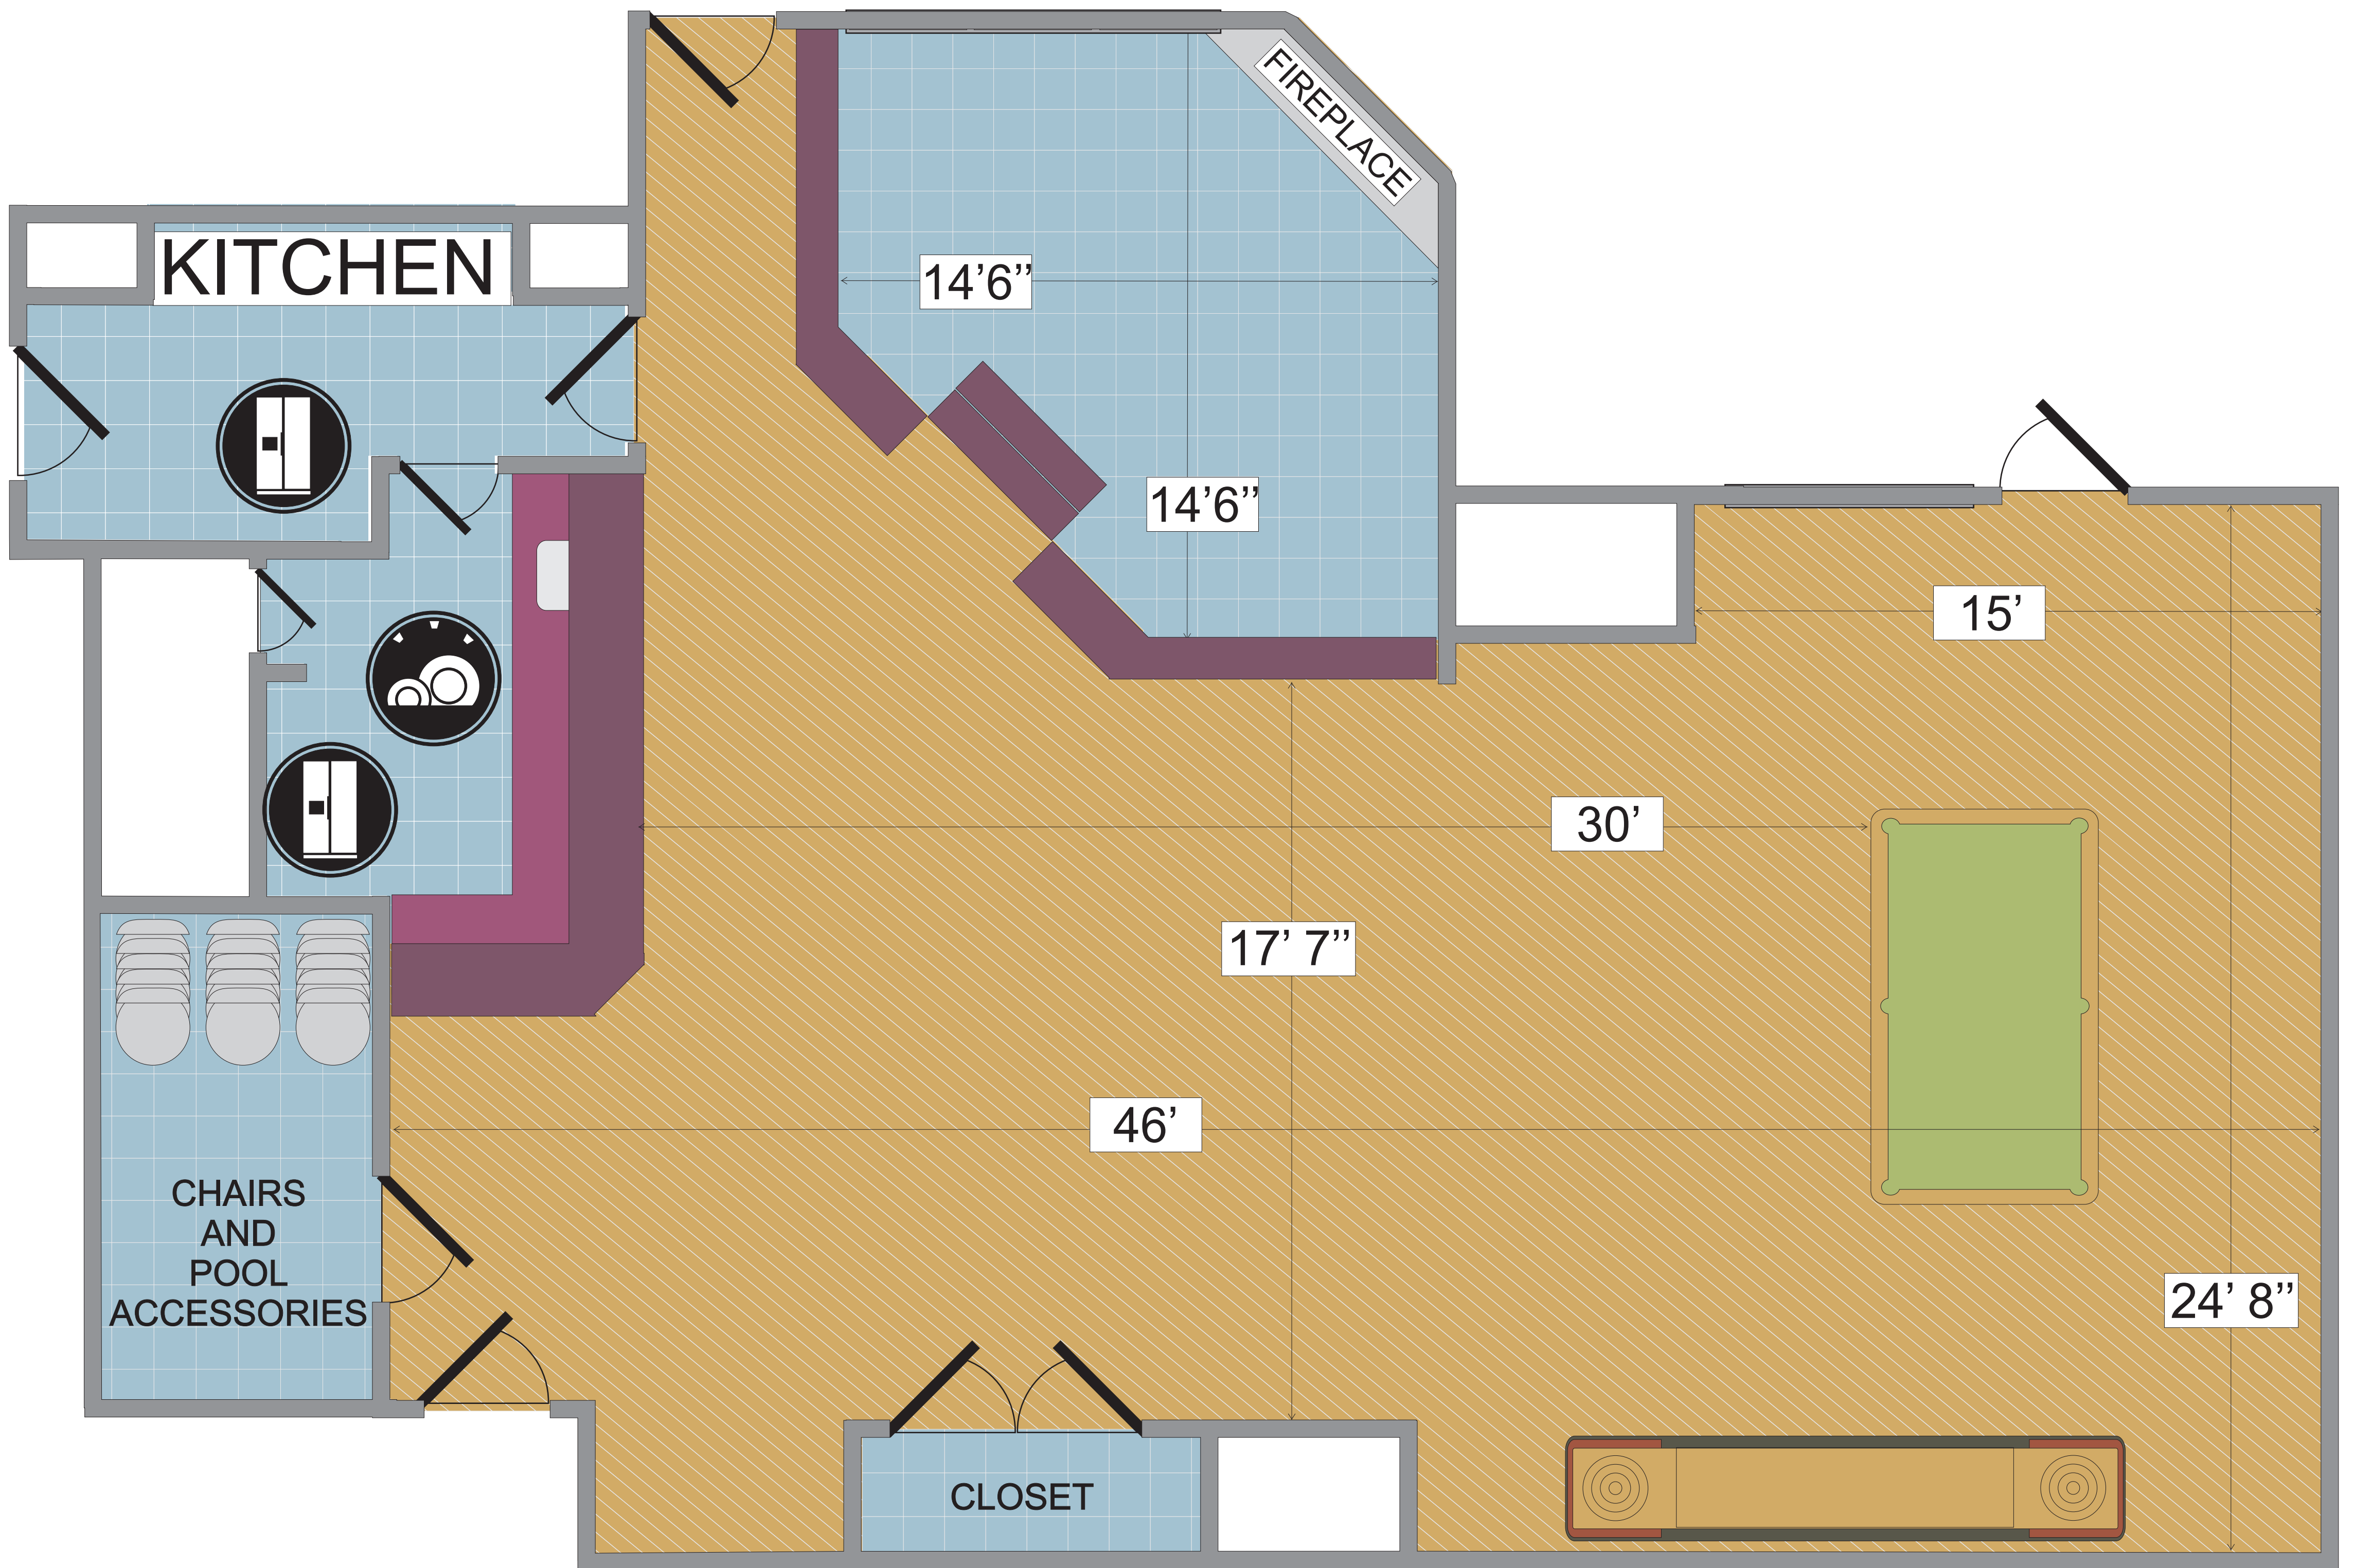 FIREPLACE
KITCHEN
14’6’’
14’6’’
15’
30’
17’ 7’’
46’
CHAIRS
AND
POOL
ACCESSORIES
24’ 8’’
CLOSET